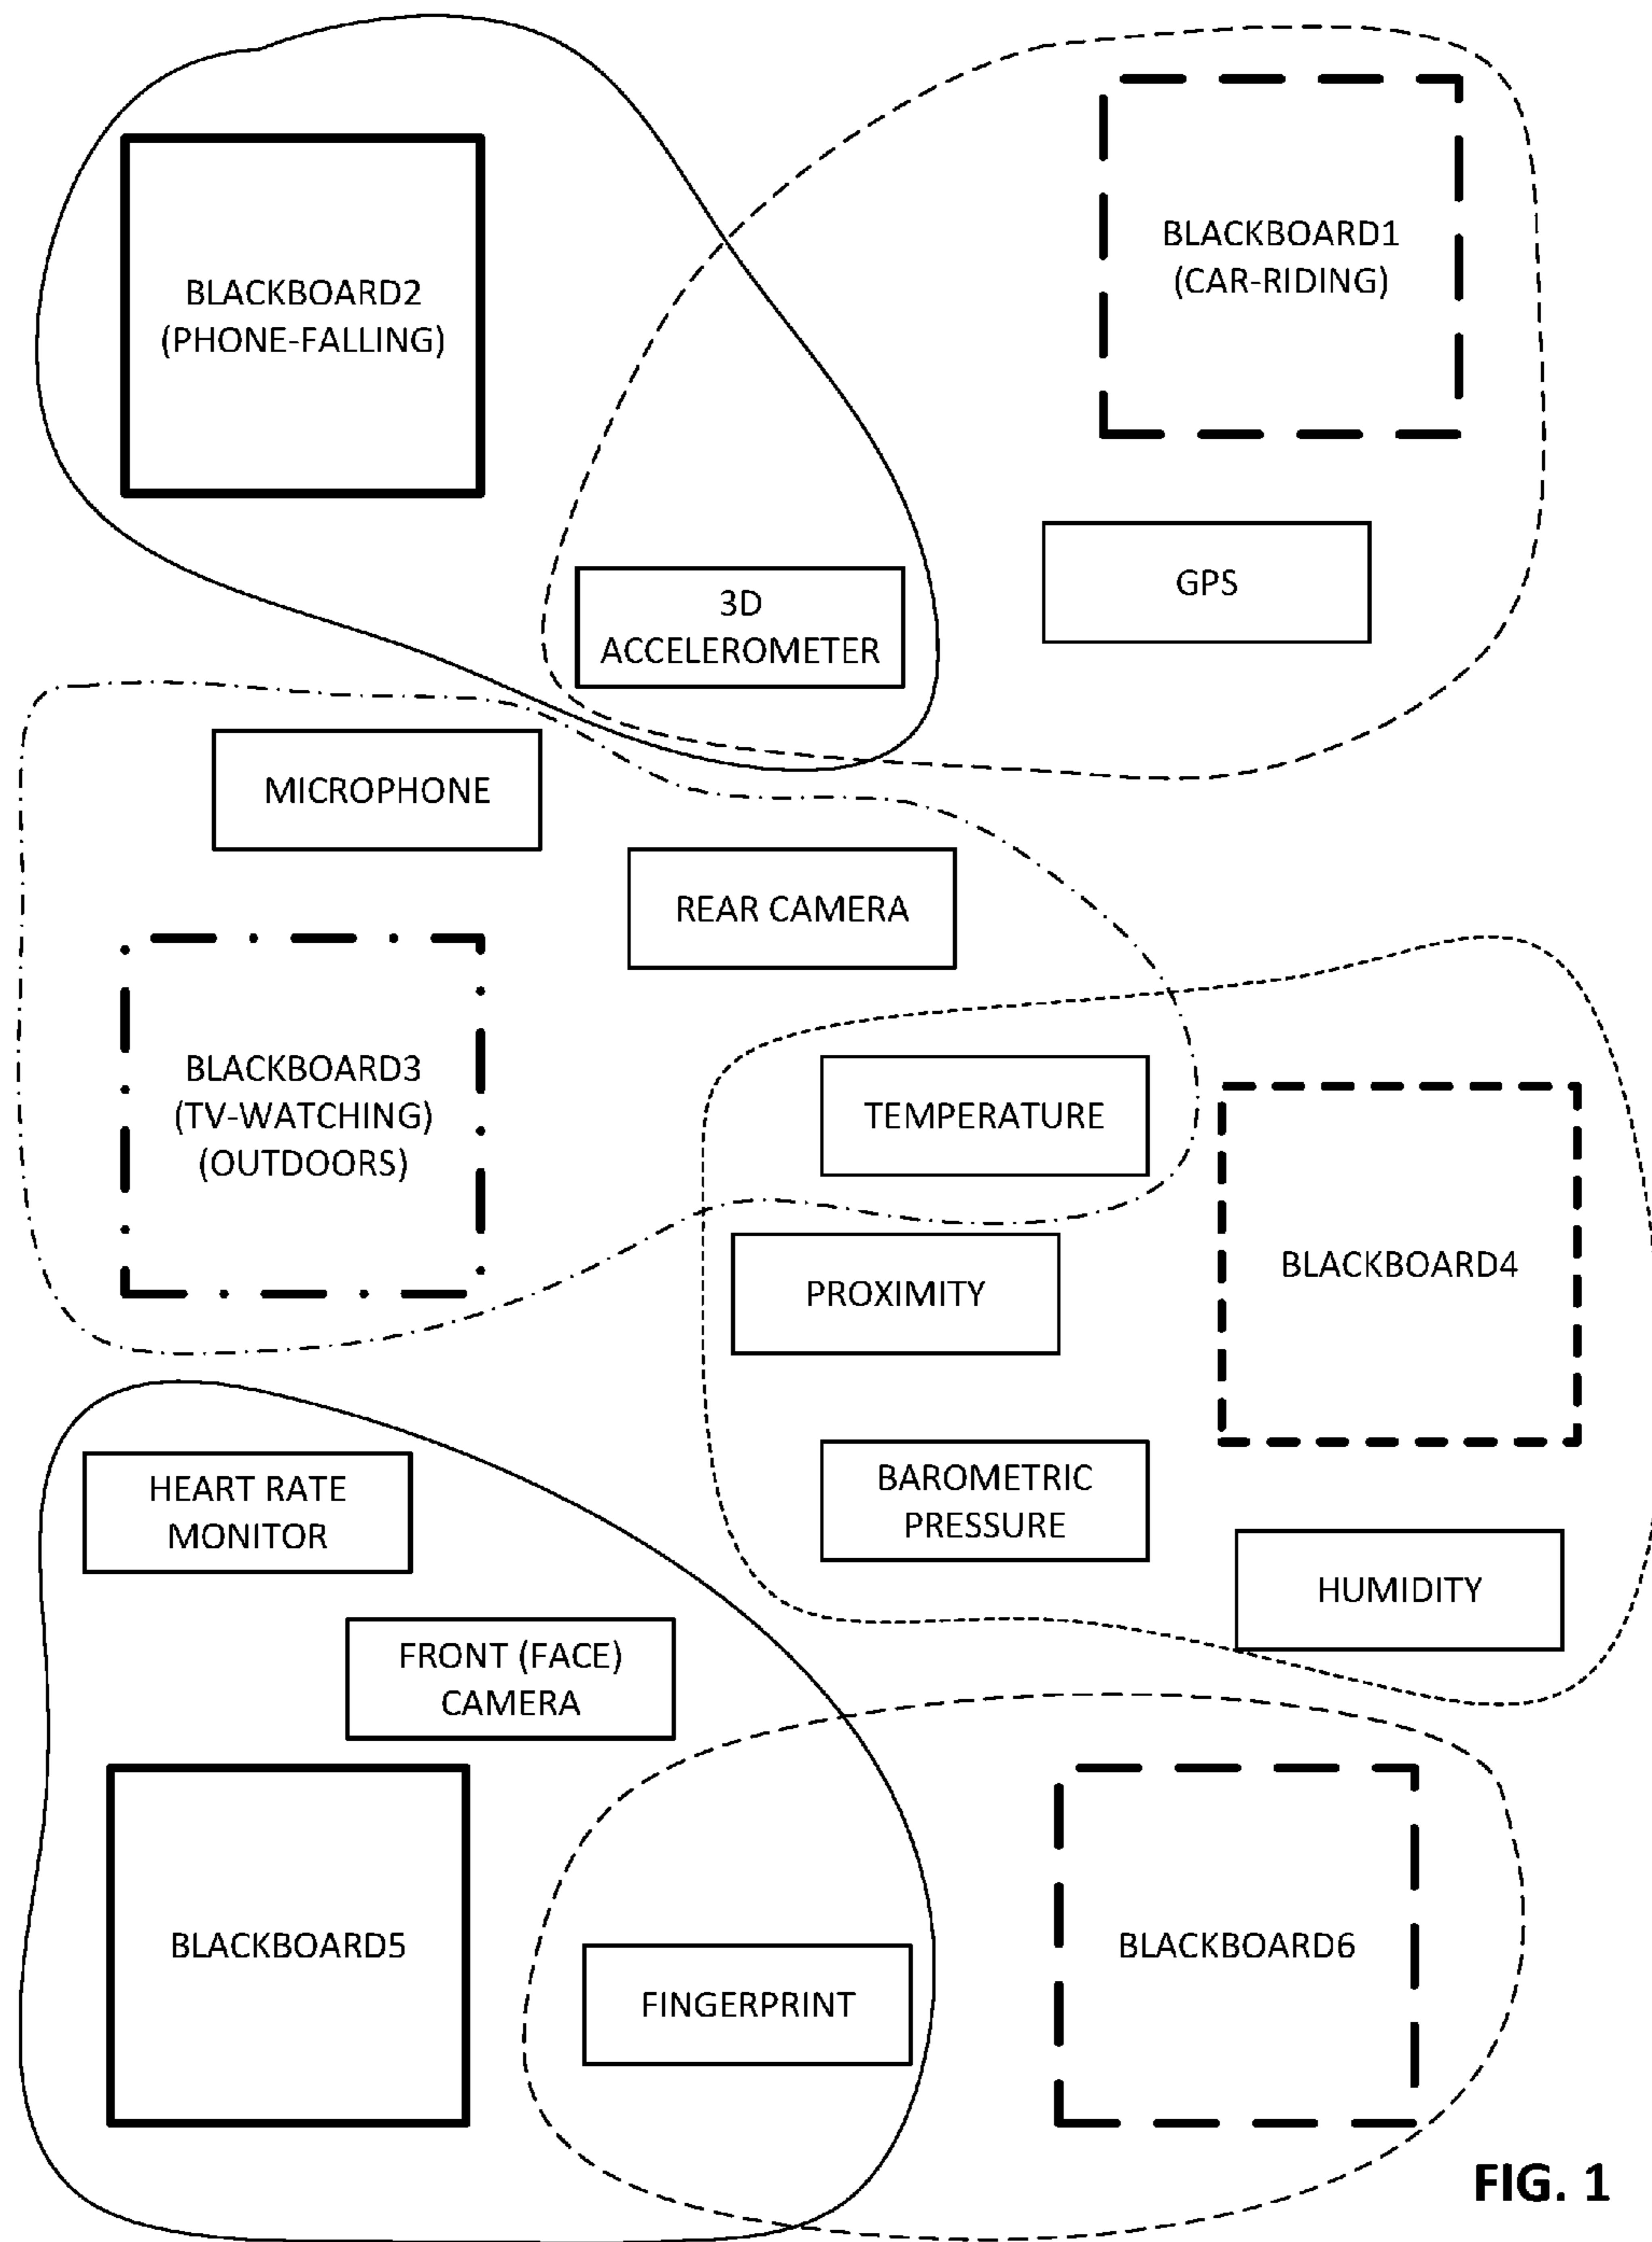 BLACKBOARD1
(CAR-RIDING)
BLACKBOARD2
(PHONE-FALLING)
GPS
3D
ACCELEROMETER
MICROPHONE
REAR CAMERA
BLACKBOARD3
(TV-WATCHING)
(OUTDOORS)
TEMPERATURE
BLACKBOARD4
PROXIMITY
BAROMETRIC
PRESSURE
HEART RATE
MONITOR
HUMIDITY
FRONT (FACE)
CAMERA
BLACKBOARD5
BLACKBOARD6
FINGERPRINT
FIG. 1